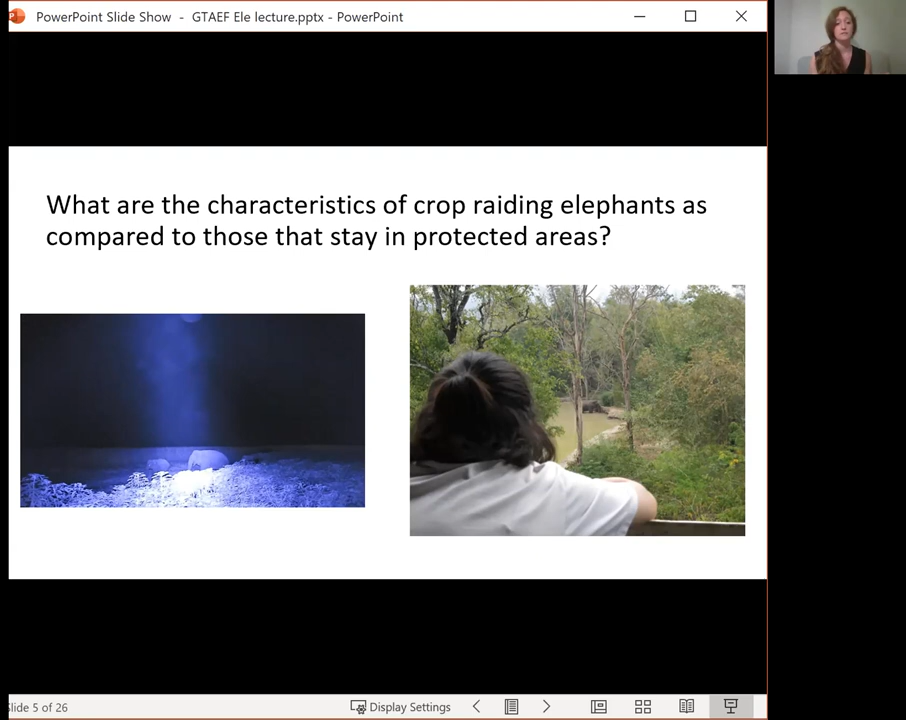 PowerPoint Slide Show - GTAEF Ele lecture.pptx - PowerPoint
What are the characteristics of crop raiding elephants as
compared to those that stay in protected areas?
Slide 5 of 26
Display Settings